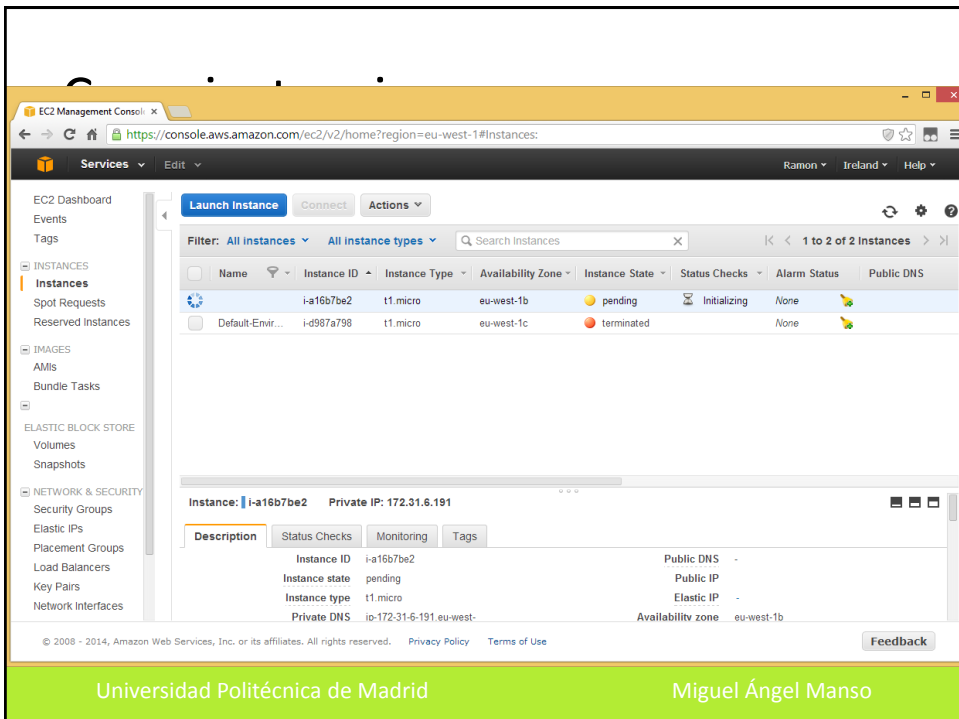 EC2 Management Consol
https://console.aws.amazon.com/ec2/v2/home?region=eu-west-1#Instances:
Services Edit Ramon Ireland Help
EC2 Dashboard
Events
Tags
INSTANCES
Instances
Spot Requests
Reserved Instances
IMAGES
AMIs
Bundle Tasks
ELASTIC BLOCK STORE
Volumes
Snapshots
NETWORK & SECURITY
Security Groups
Elastic IPs
Placement Groups
Load Balancers
Key Pairs
Network Interfaces
Launch Instance Connect Actions
Filter: All instances All instance types Search Instances 1 to 2 of 2 Instances
Name Instance ID Instance Type Availability Zone Instance State Status Checks Alarm Status Public DNS
i-a16b7be2 t1.micro eu-west-1b pending Initializing None
Default-Envir... i-d987a798 t1.micro eu-west-1c terminated None
Instance: i-a16b7be2 Private IP: 172.31.6.191
Description Status Checks Monitoring Tags
Instance ID i-a16b7be2 Public DNS -
Instance state pending Public IP
Instance type t1.micro Elastic IP -
Private DNS ip-172-31-6-191.eu-west- Availability zone eu-west-1b
© 2008 - 2014, Amazon Web Services, Inc. or its affiliates. All rights reserved. Privacy Policy Terms of Use Feedback
Universidad Politécnica de Madrid Miguel Ángel Manso